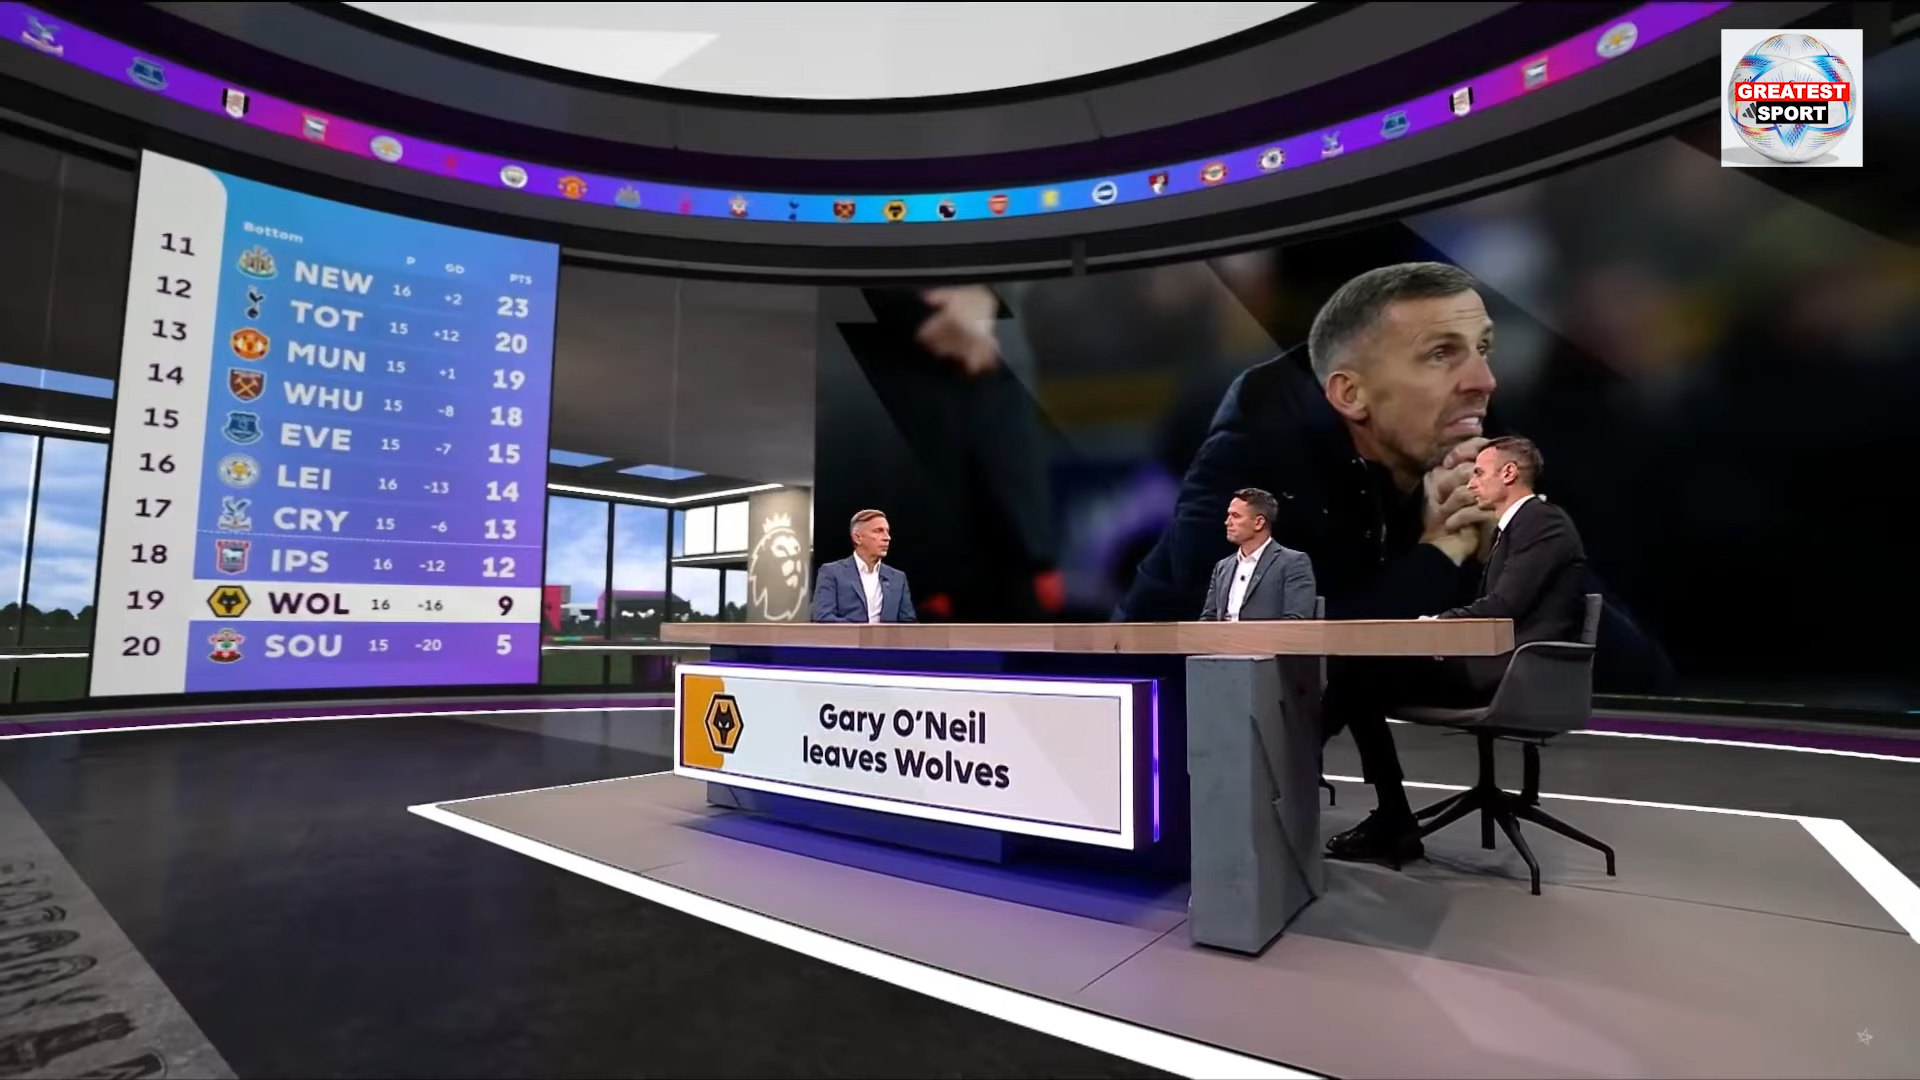 GREATEST
SPORT
Bottom
P GD PTS
11 NEW 16 +2 23
12 TOT 15 +12 20
13 MUN 15 +1 19
14 WHU 15 -8 18
15 EVE 15 -7 15
16 LEI 16 -13 14
17 CRY 15 -6 13
18 IPS 16 -12 12
19 WOL 16 -16 9
20 SOU 15 -20 5
Gary O'Neil
leaves Wolves